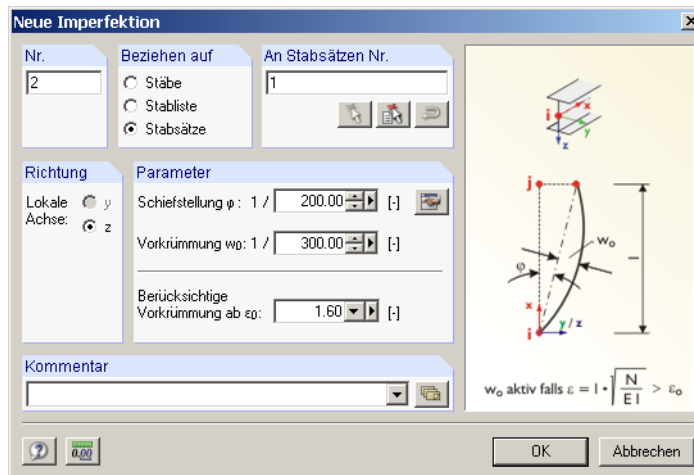 Neue Imperfektion
Nr.
2
Beziehen auf
Stäbe
Stabliste
Stabsätze
An Stabsätzen Nr.
1
Richtung
Lokale Achse:
y
z
Parameter
Schiefstellung φ: 1 / 200.00 [-]
Vorkrümmung w₀: 1 / 300.00 [-]
Berücksichtige
Vorkrümmung ab ε₀: 1.60 [-]
Kommentar
i
x
y
z
j
w₀
φ
l
x
y / z
i
w₀ aktiv falls ε = l • √(N / E I) > ε₀
0.00
OK
Abbrechen